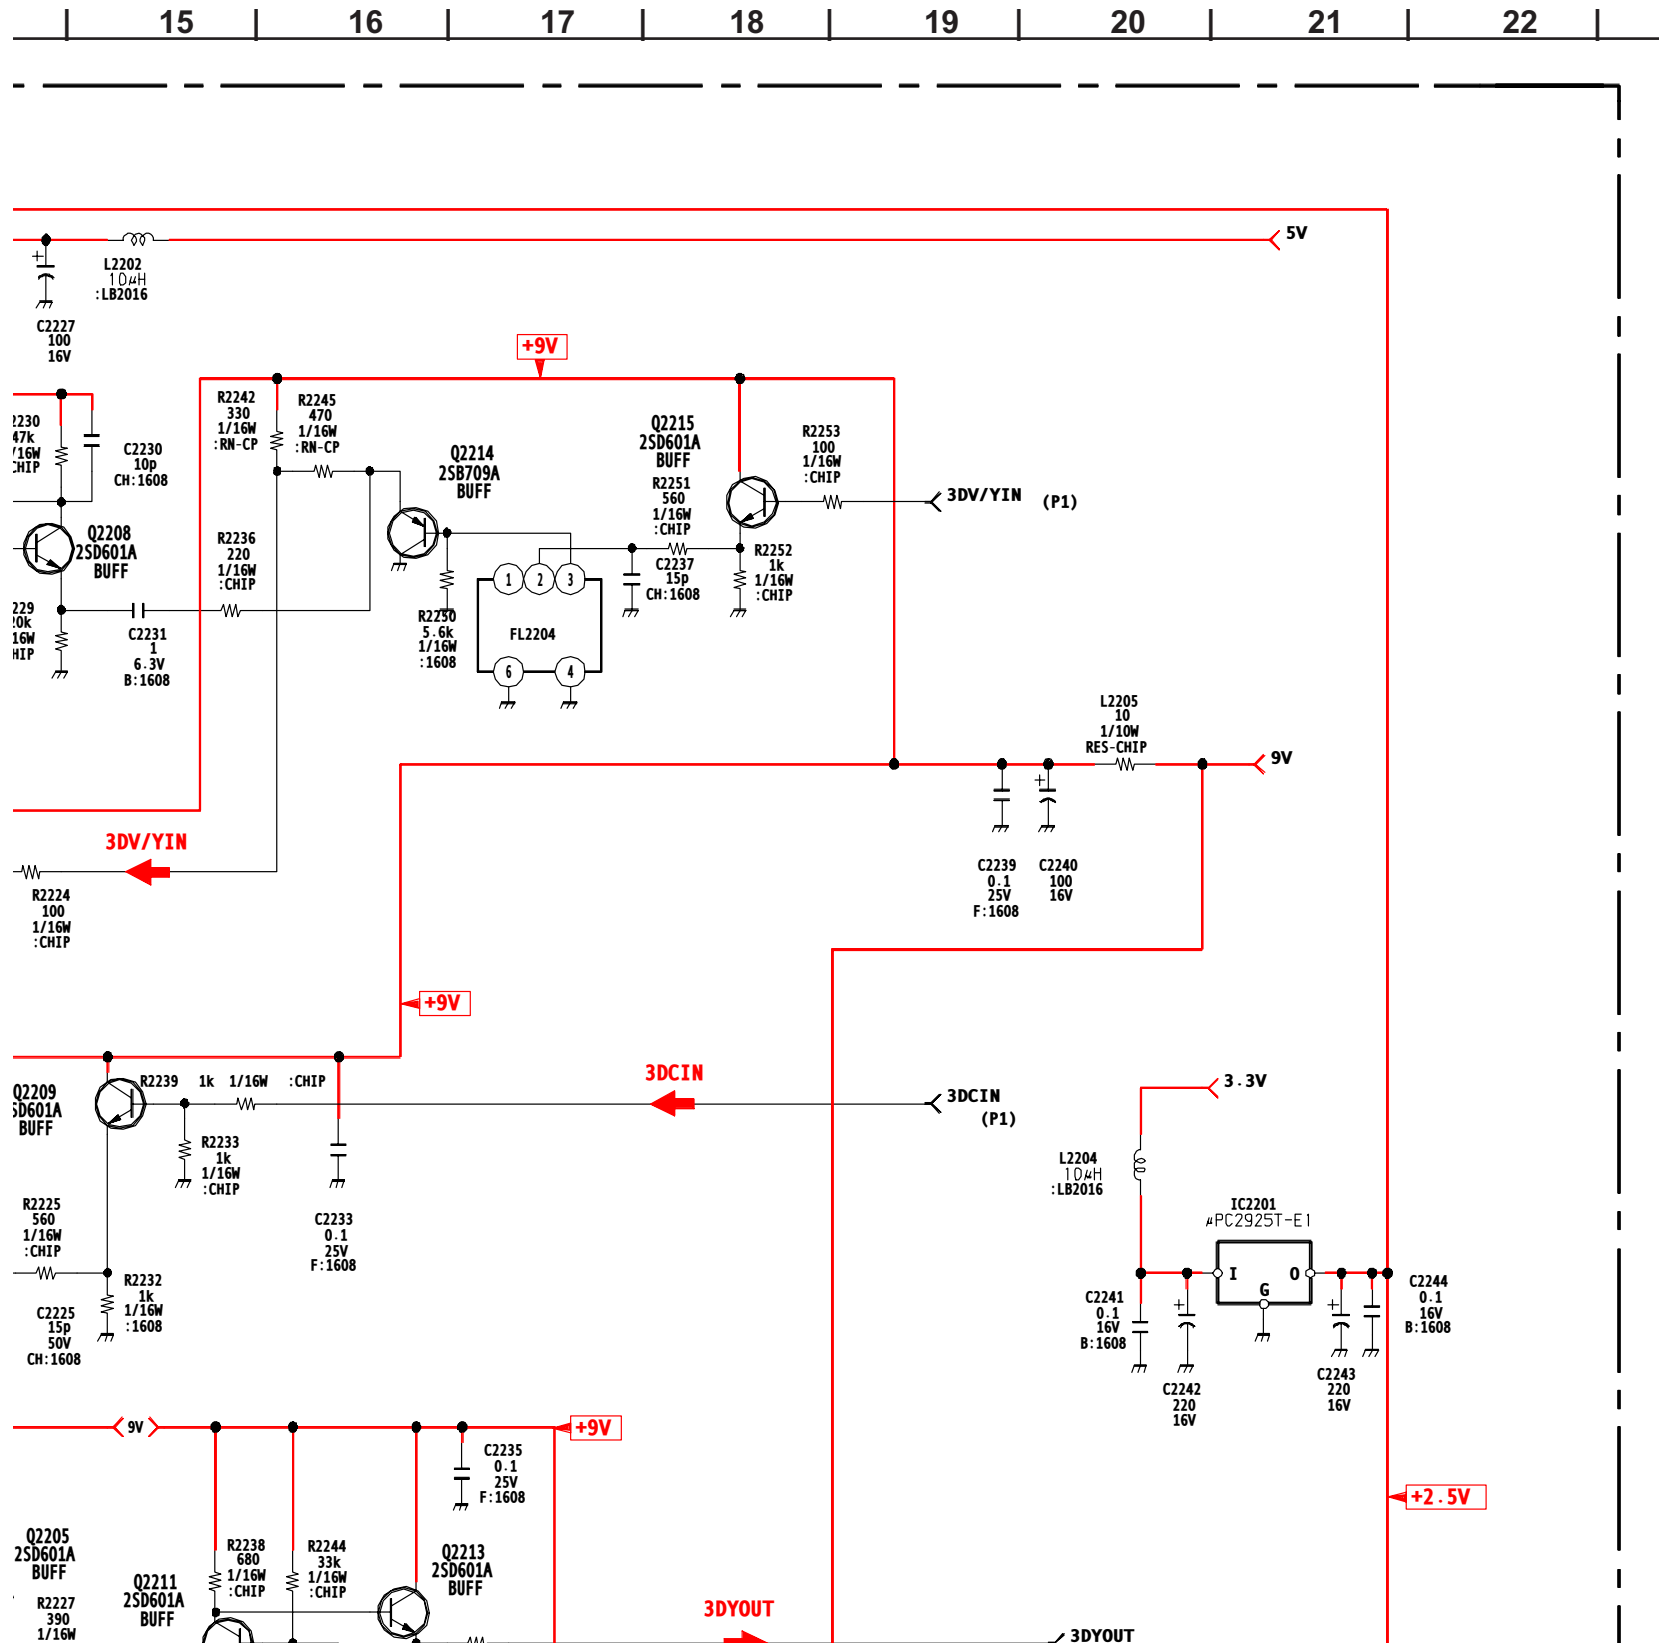 15 16 17 18 19 20 21 22
5V
L2202
10μH
:LB2016
+
C2227
100
16V
+9V
R2242
330
1/16W
:RN-CP
R2245
470
1/16W
:RN-CP
C2230
10p
CH:1608
Q2214
2SB709A
BUFF
Q2215
2SD601A
BUFF
R2251
560
1/16W
:CHIP
R2253
100
1/16W
:CHIP
3DV/YIN (P1)
Q2208
2SD601A
BUFF
R2236
220
1/16W
:CHIP
C2237
15p
CH:1608
R2252
1k
1/16W
:CHIP
1 2 3
R2250
5.6k
1/16W
:1608
FL2204
6 4
C2231
1
6.3V
B:1608
L2205
10
1/10W
RES-CHIP
9V
+
3DV/YIN
R2224
100
1/16W
:CHIP
C2239
0.1
25V
F:1608
C2240
100
16V
+9V
Q2209
BUFF
R2239 1k 1/16W :CHIP
3DCIN
3DCIN
(P1)
3.3V
R2233
1k
1/16W
:CHIP
L2204
10μH
:LB2016
R2225
560
1/16W
:CHIP
C2233
0.1
25V
F:1608
IC2201
μPC2925T-E1
I O
G
R2232
1k
1/16W
:1608
C2225
15p
50V
CH:1608
C2241
0.1
16V
B:1608
+
+
C2244
0.1
16V
B:1608
C2242
220
16V
C2243
220
16V
9V
+9V
C2235
0.1
25V
F:1608
+2.5V
Q2205
2SD601A
BUFF
R2227
390
1/16W
Q2211
2SD601A
BUFF
R2238
680
1/16W
:CHIP
R2244
33k
1/16W
:CHIP
Q2213
2SD601A
BUFF
3DYOUT
3DYOUT